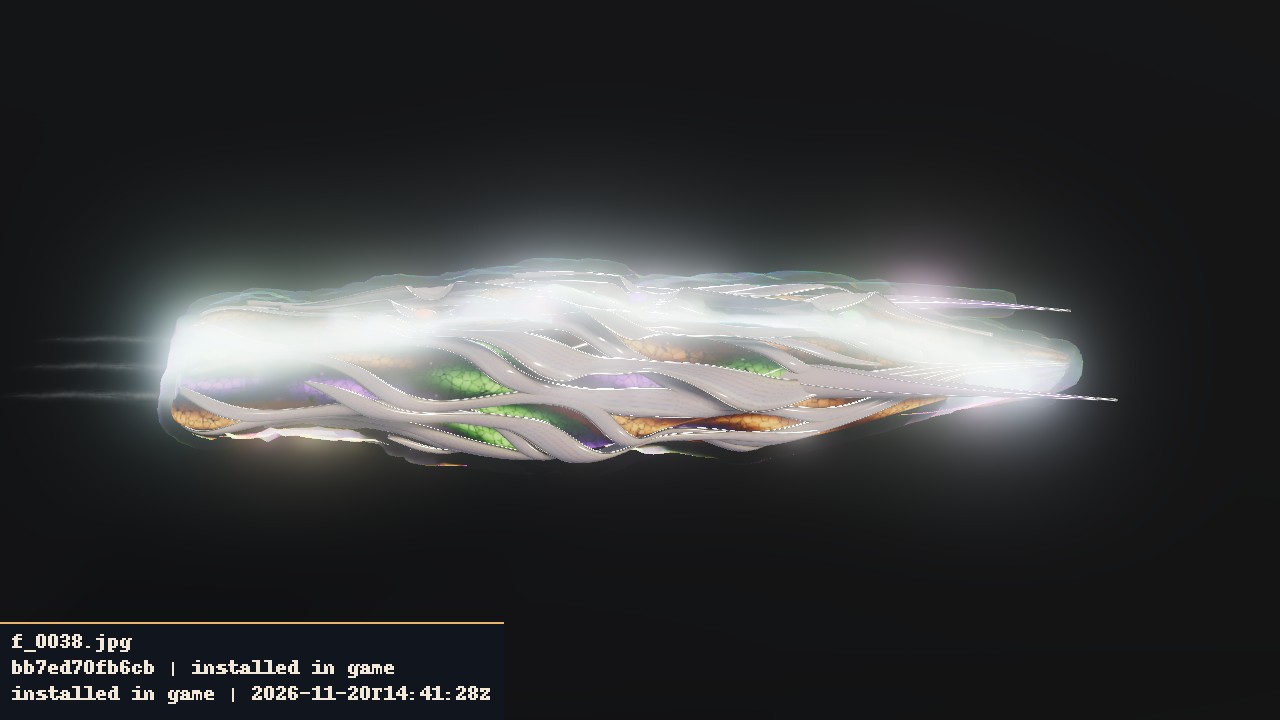 f_0038.jpg
bb7ed70fb6cb | installed in game
installed in game | 2026-11-20T14:41:28Z